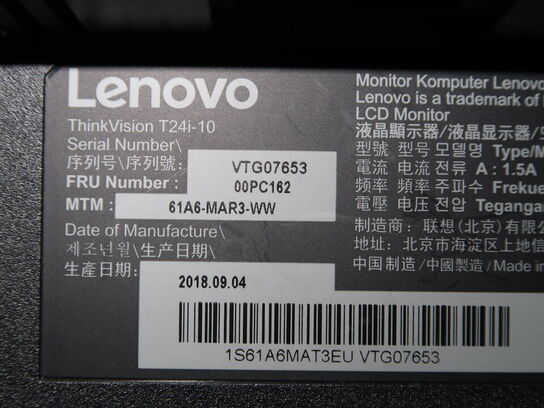 Lenovo
ThinkVision T24i-10
Serial Number\
序列号\序列號: VTG07653
FRU Number : 00PC162
MTM : 61A6-MAR3-WW
Date of Manufacture\
제조년월\生产日期\
生產日期: 2018.09.04
1S61A6MAT3EU VTG07653
Monitor Komputer Lenovo
Lenovo is a trademark of
LCD Monitor
液晶顯示器/液晶显示器/
型號 型号 모델명 Type/M
電流 电流 전류 A : 1.5A
頻率 频率 주파수 Frekue
電壓 电压 전압 Tegangan
制造商: 联想(北京)有限公
地址: 北京市海淀区上地信
中国制造/中國製造/Made in